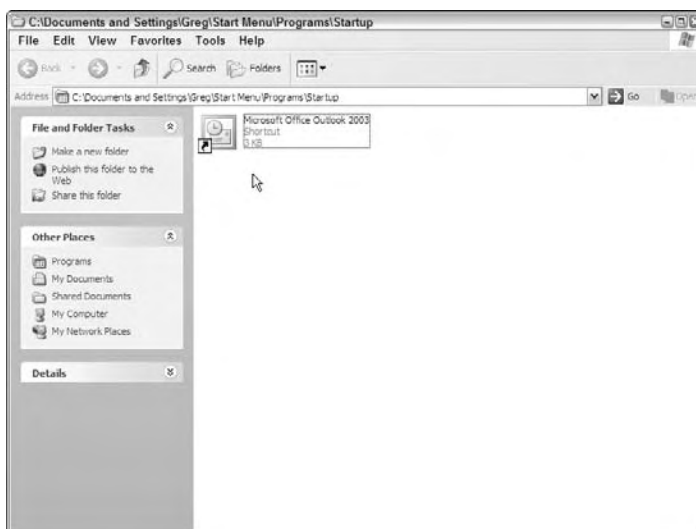 C:\Documents and Settings\Greg\Start Menu\Programs\Startup
File Edit View Favorites Tools Help
Back Search Folders
Address C:\Documents and Settings\Greg\Start Menu\Programs\Startup Go
File and Folder Tasks
Make a new folder
Publish this folder to the
Web
Share this folder
Other Places
Programs
My Documents
Shared Documents
My Computer
My Network Places
Details
Microsoft Office Outlook 2003
Shortcut
3 KB